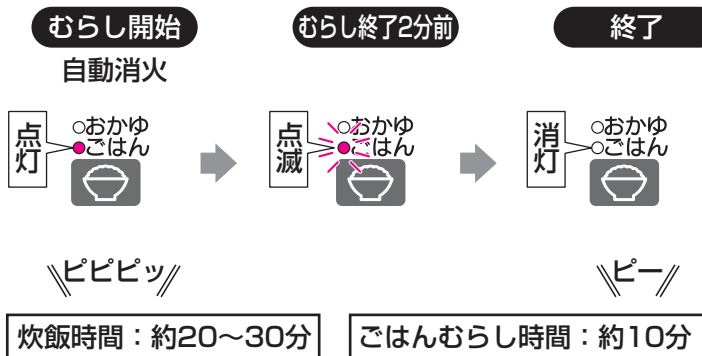 むらし開始
自動消火
むらし終了2分前
終了
点灯
○おかゆ
●ごはん
点滅
○おかゆ
●ごはん
消灯
○おかゆ
○ごはん
ピピピッ
ピー
炊飯時間：約20～30分
ごはんむらし時間：約10分